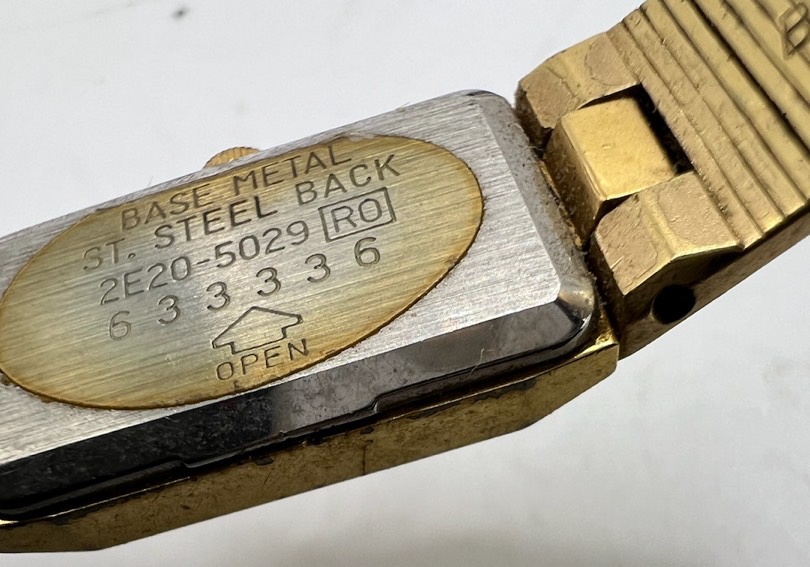 BASE METAL
ST. STEEL BACK
2E20-5029 RO
633336
OPEN